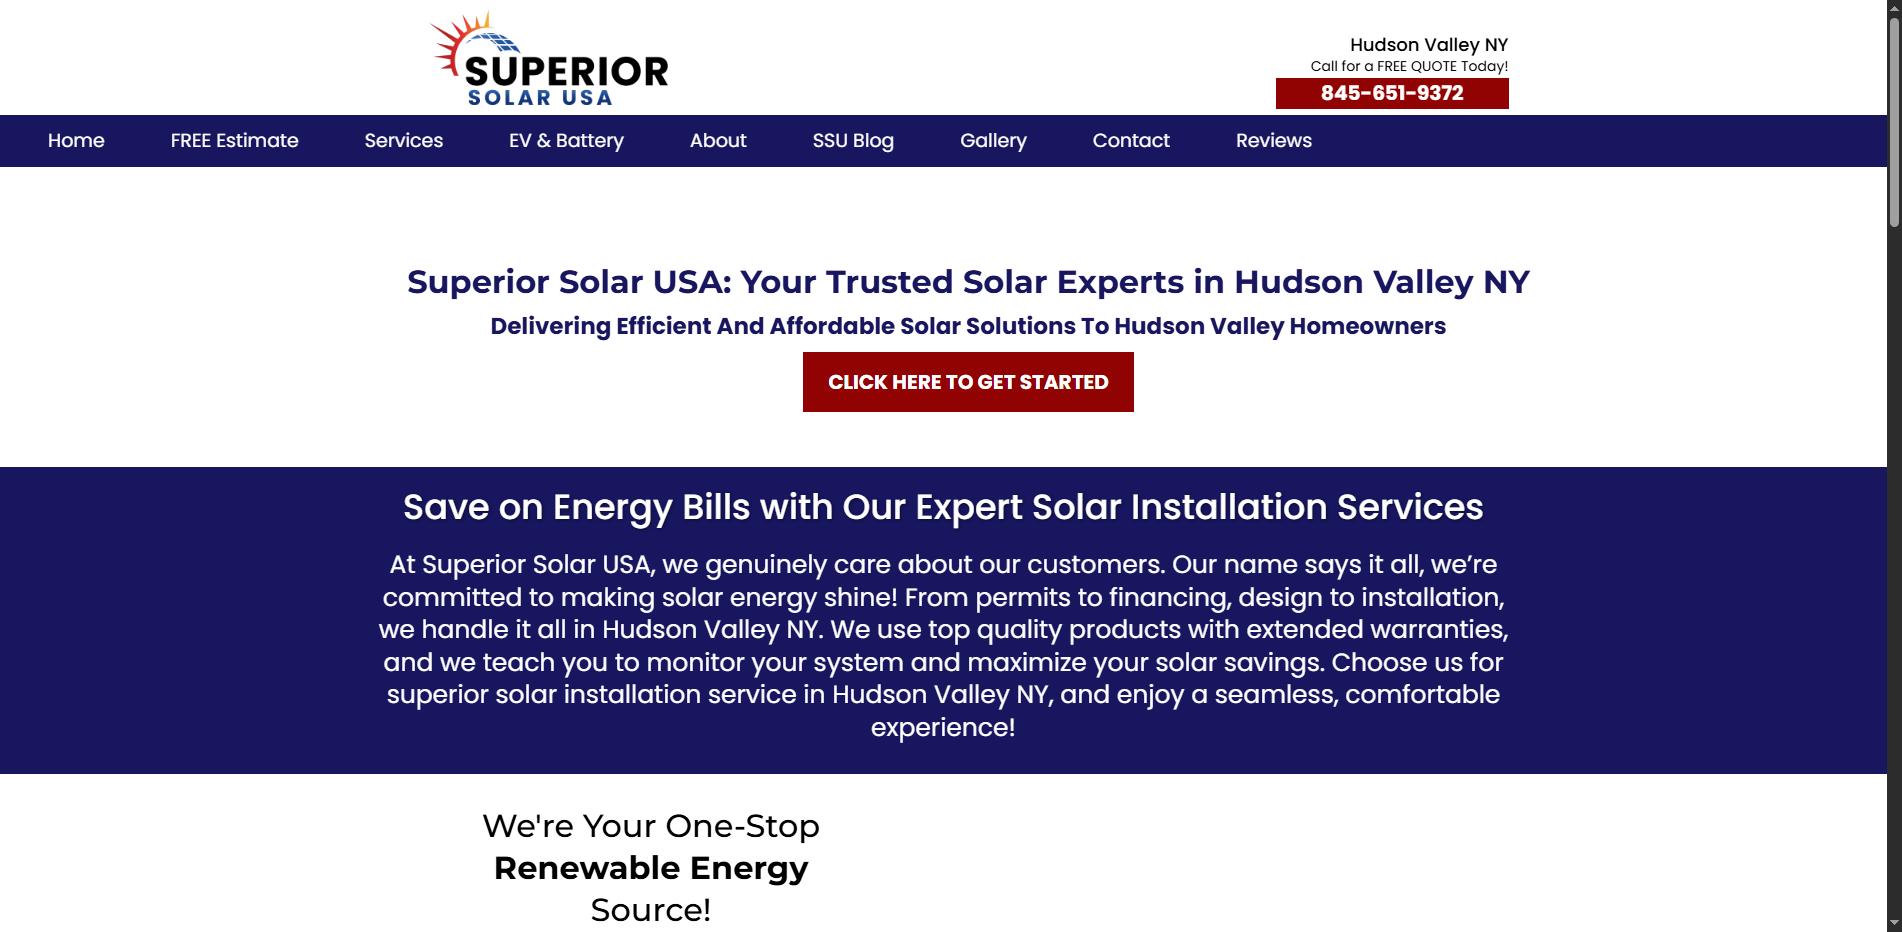 SUPERIOR
SOLAR USA
Hudson Valley NY
Call for a FREE QUOTE Today!
845-651-9372
Home FREE Estimate Services EV & Battery About SSU Blog Gallery Contact Reviews
Superior Solar USA: Your Trusted Solar Experts in Hudson Valley NY
Delivering Efficient And Affordable Solar Solutions To Hudson Valley Homeowners
CLICK HERE TO GET STARTED
Save on Energy Bills with Our Expert Solar Installation Services
At Superior Solar USA, we genuinely care about our customers. Our name says it all, we’re
committed to making solar energy shine! From permits to financing, design to installation,
we handle it all in Hudson Valley NY. We use top quality products with extended warranties,
and we teach you to monitor your system and maximize your solar savings. Choose us for
superior solar installation service in Hudson Valley NY, and enjoy a seamless, comfortable
experience!
We're Your One-Stop
Renewable Energy
Source!